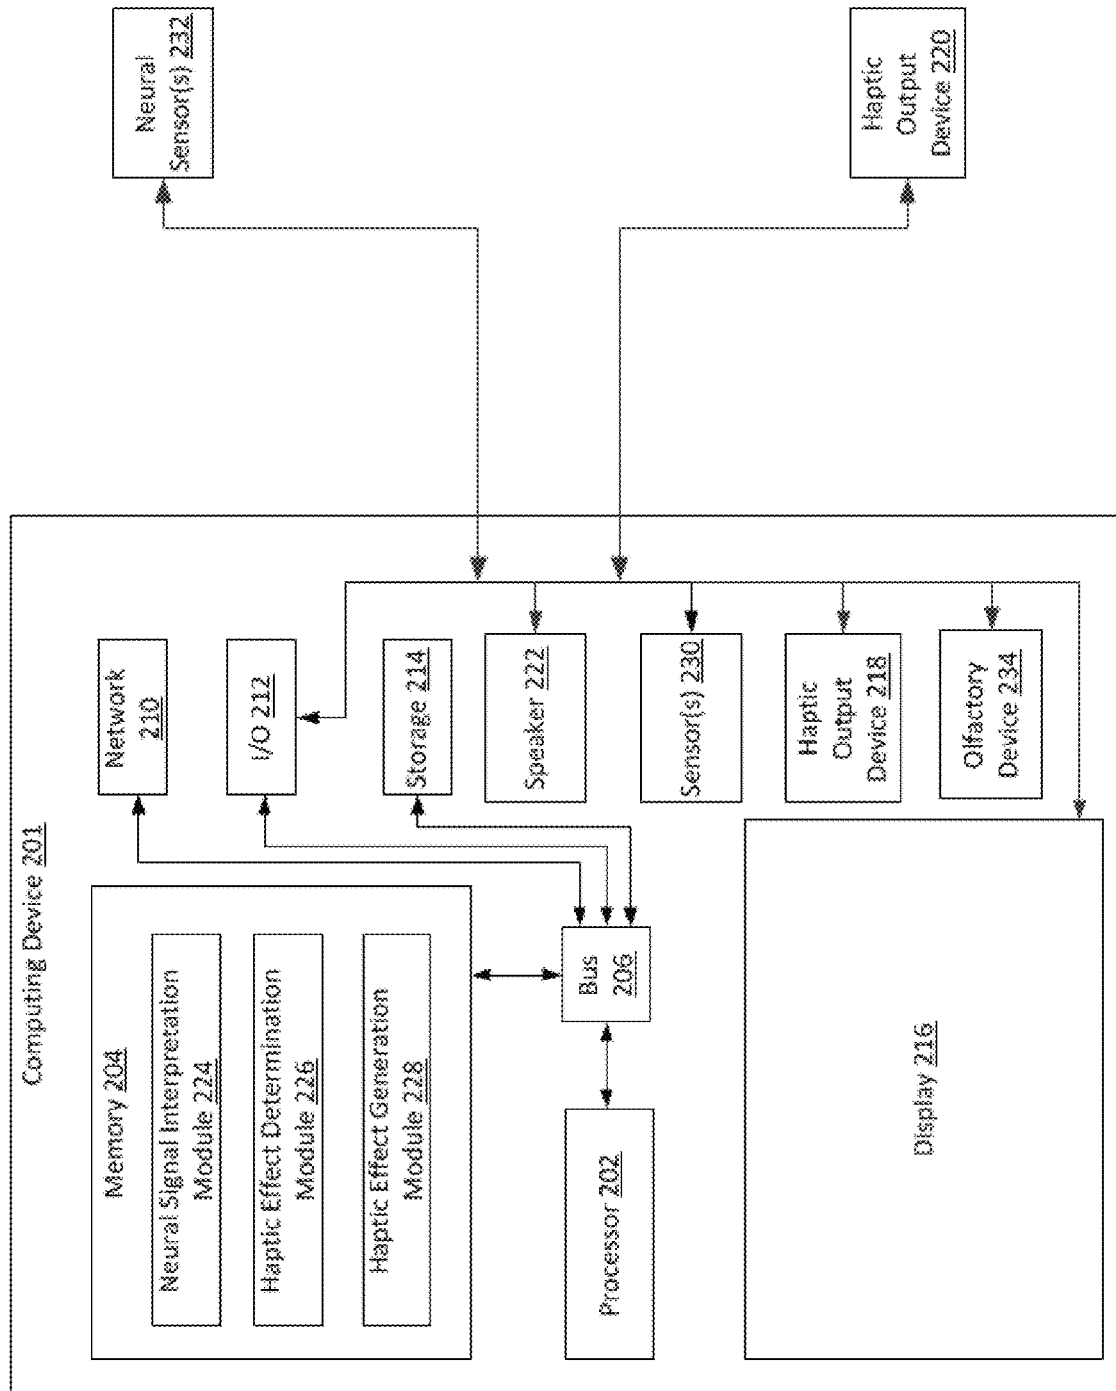 Computing Device 201
Memory 204
Neural Signal Interpretation
Module 224
Haptic Effect Determination
Module 226
Haptic Effect Generation
Module 228
Processor 202
Bus
206
Network
210
I/O 212
Storage 214
Speaker 222
Sensor(s) 230
Haptic
Output
Device 218
Olfactory
Device 234
Display 216
Neural
Sensor(s) 232
Haptic
Output
Device 220